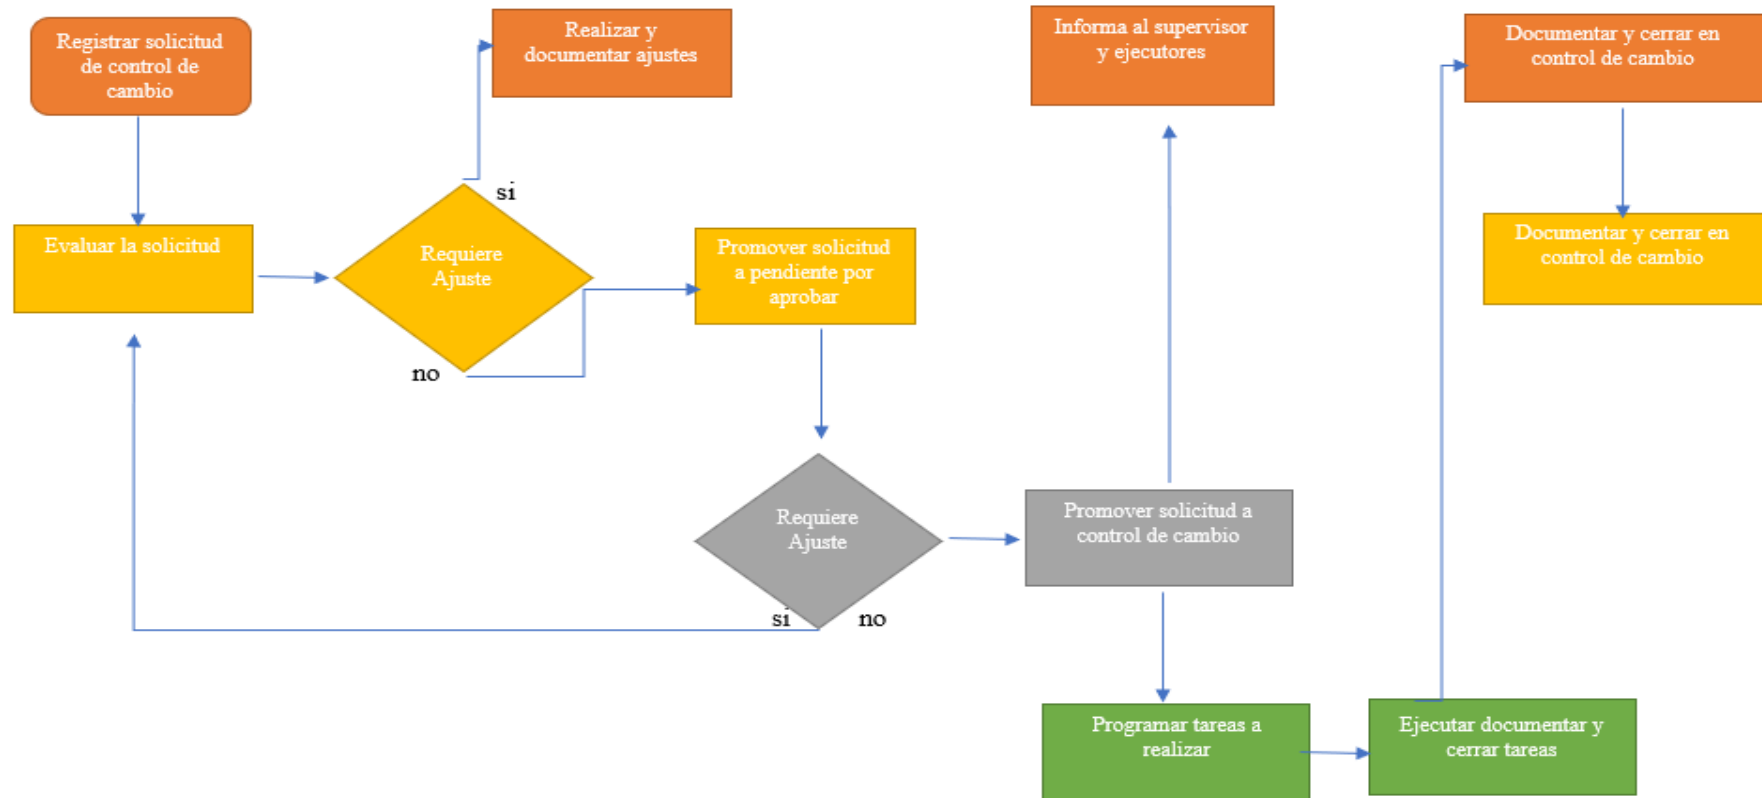 Registrar solicitud
de control de
cambio
Realizar y
documentar ajustes
Informa al supervisor
y ejecutores
Documentar y cerrar en
control de cambio
si
Evaluar la solicitud
Requiere
Ajuste
Promover solicitud
a pendiente por
aprobar
Documentar y cerrar en
control de cambio
no
Requiere
Ajuste
Promover solicitud a
control de cambio
si
no
Programar tareas a
realizar
Ejecutar documentar y
cerrar tareas